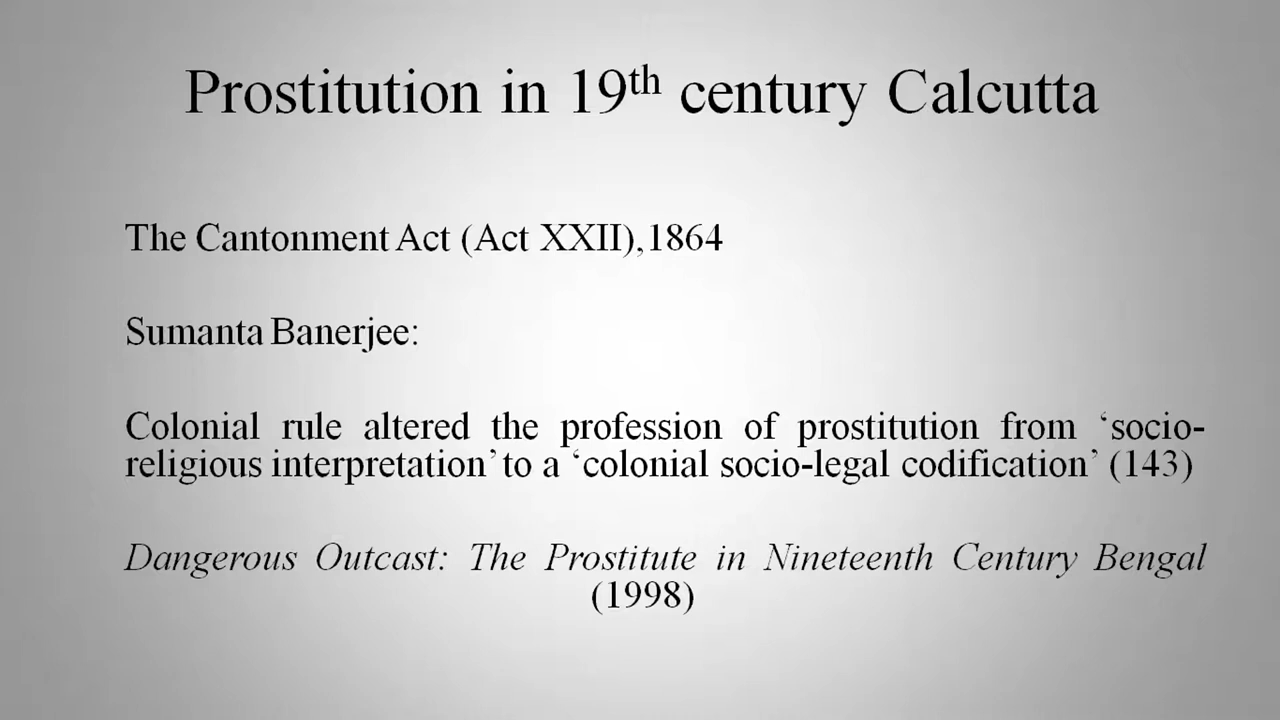 Prostitution in 19th century Calcutta
The Cantonment Act (Act XXII),1864
Sumanta Banerjee:
Colonial rule altered the profession of prostitution from ‘socio-
religious interpretation’ to a ‘colonial socio-legal codification’ (143)
Dangerous Outcast: The Prostitute in Nineteenth Century Bengal
(1998)